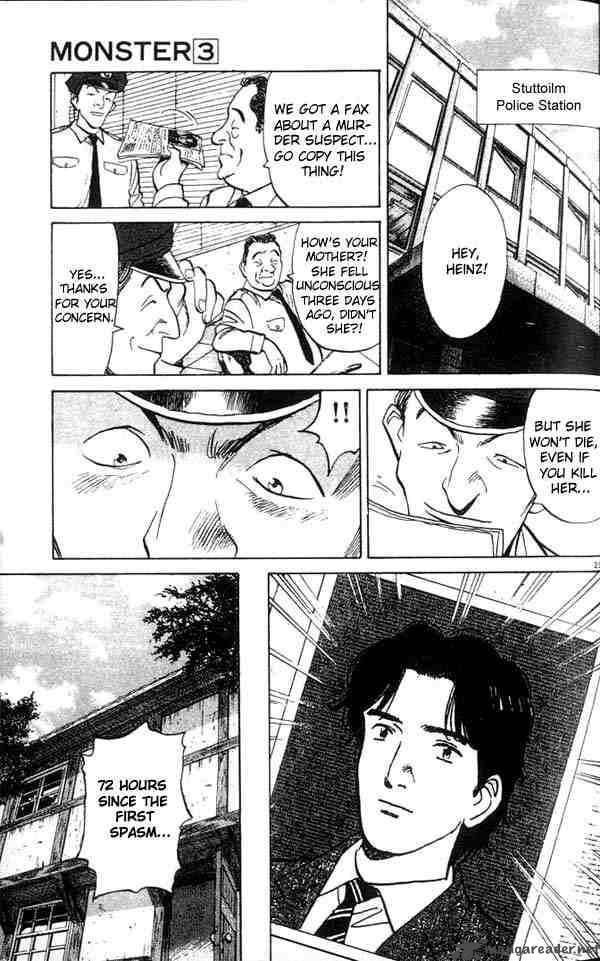 MONSTER 3
Stuttoilm
Police Station
HEY,
HEINZ!
WE GOT A FAX
ABOUT A MUR-
DER SUSPECT...
GO COPY THIS
THING!
HOW'S YOUR
MOTHER?!
SHE FELL
UNCONSCIOUS
THREE DAYS
AGO, DIDN'T
SHE?!
YES...
THANKS
FOR YOUR
CONCERN.
BUT SHE
WON'T DIE,
EVEN IF
YOU KILL
HER...
!!
72 HOURS
SINCE THE
FIRST
SPASM...